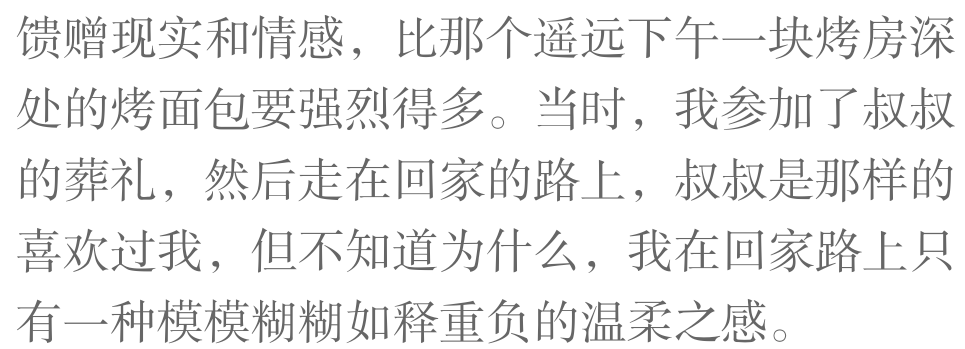 馈赠现实和情感，比那个遥远下午一块烤房深
处的烤面包要强烈得多。当时，我参加了叔叔
的葬礼，然后走在回家的路上，叔叔是那样的
喜欢过我，但不知道为什么，我在回家路上只
有一种模模糊糊如释重负的温柔之感。